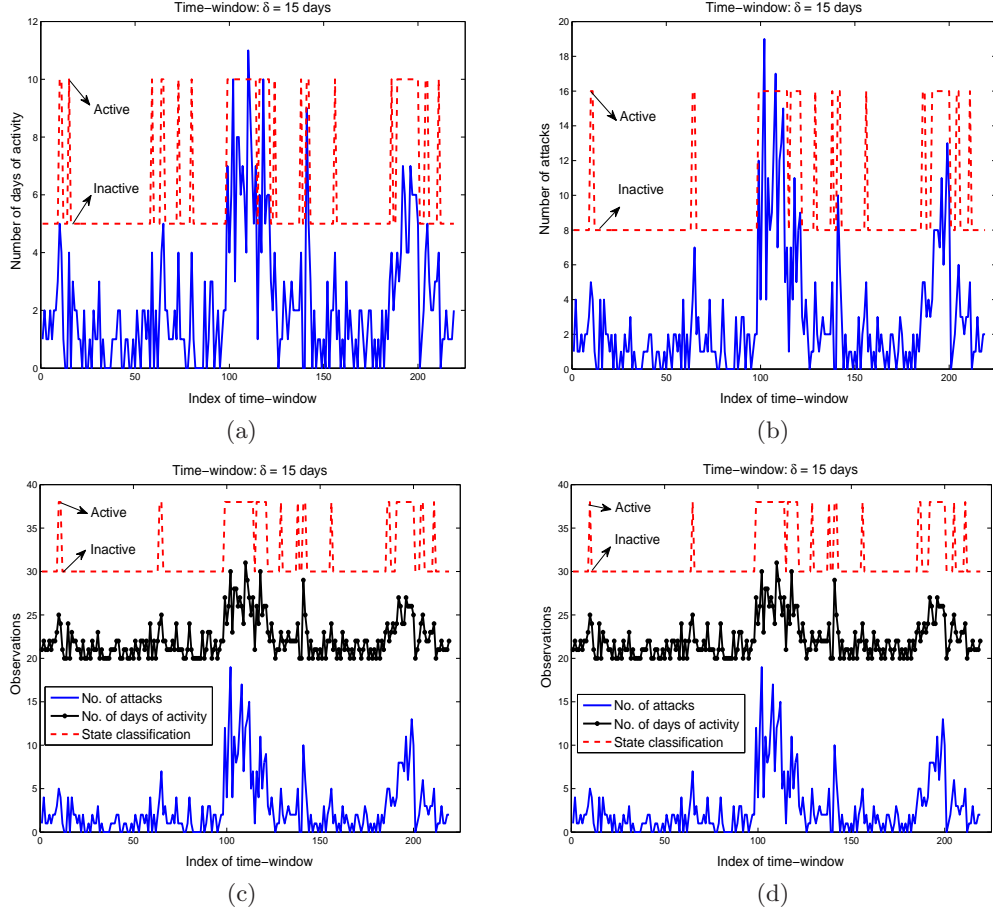 Time-window: δ = 15 days
12
10
8
6
4
2
0
Number of days of activity
Active
Inactive
0 50 100 150 200
Index of time-window
(a)
Time-window: δ = 15 days
20
18
16
14
12
10
8
6
4
2
0
Number of attacks
Active
Inactive
0 50 100 150 200
Index of time-window
(b)
Time-window: δ = 15 days
40
35
30
25
20
15
10
5
0
Observations
Active
Inactive
No. of attacks
No. of days of activity
State classification
0 50 100 150 200
Index of time-window
(c)
Time-window: δ = 15 days
40
35
30
25
20
15
10
5
0
Observations
Active
Inactive
No. of attacks
No. of days of activity
State classification
0 50 100 150 200
Index of time-window
(d)